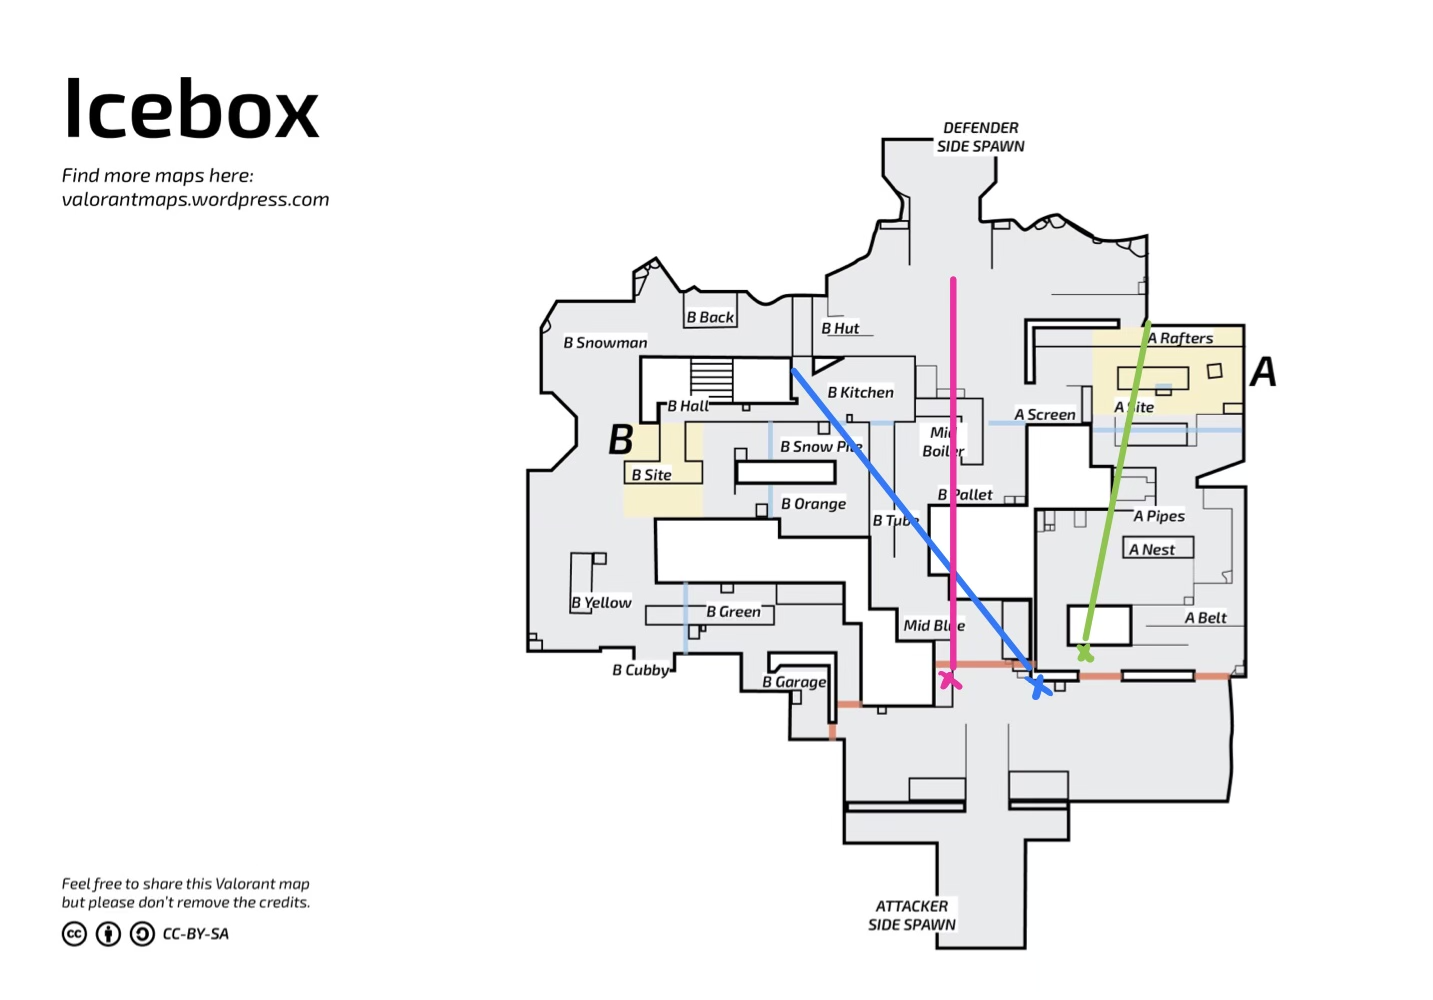 Icebox
Find more maps here:
valorantmaps.wordpress.com
DEFENDER
SIDE SPAWN
B Back
B Hut
B Snowman
A Rafters
A
B Kitchen
B Hall
A Screen
A Site
B
Mid
Boiler
B Snow Pile
B Site
B Pallet
B Orange
B Tube
A Pipes
A Nest
B Yellow
B Green
Mid Blue
A Belt
B Cubby
B Garage
ATTACKER
SIDE SPAWN
Feel free to share this Valorant map
but please don't remove the credits.
cc CC-BY-SA